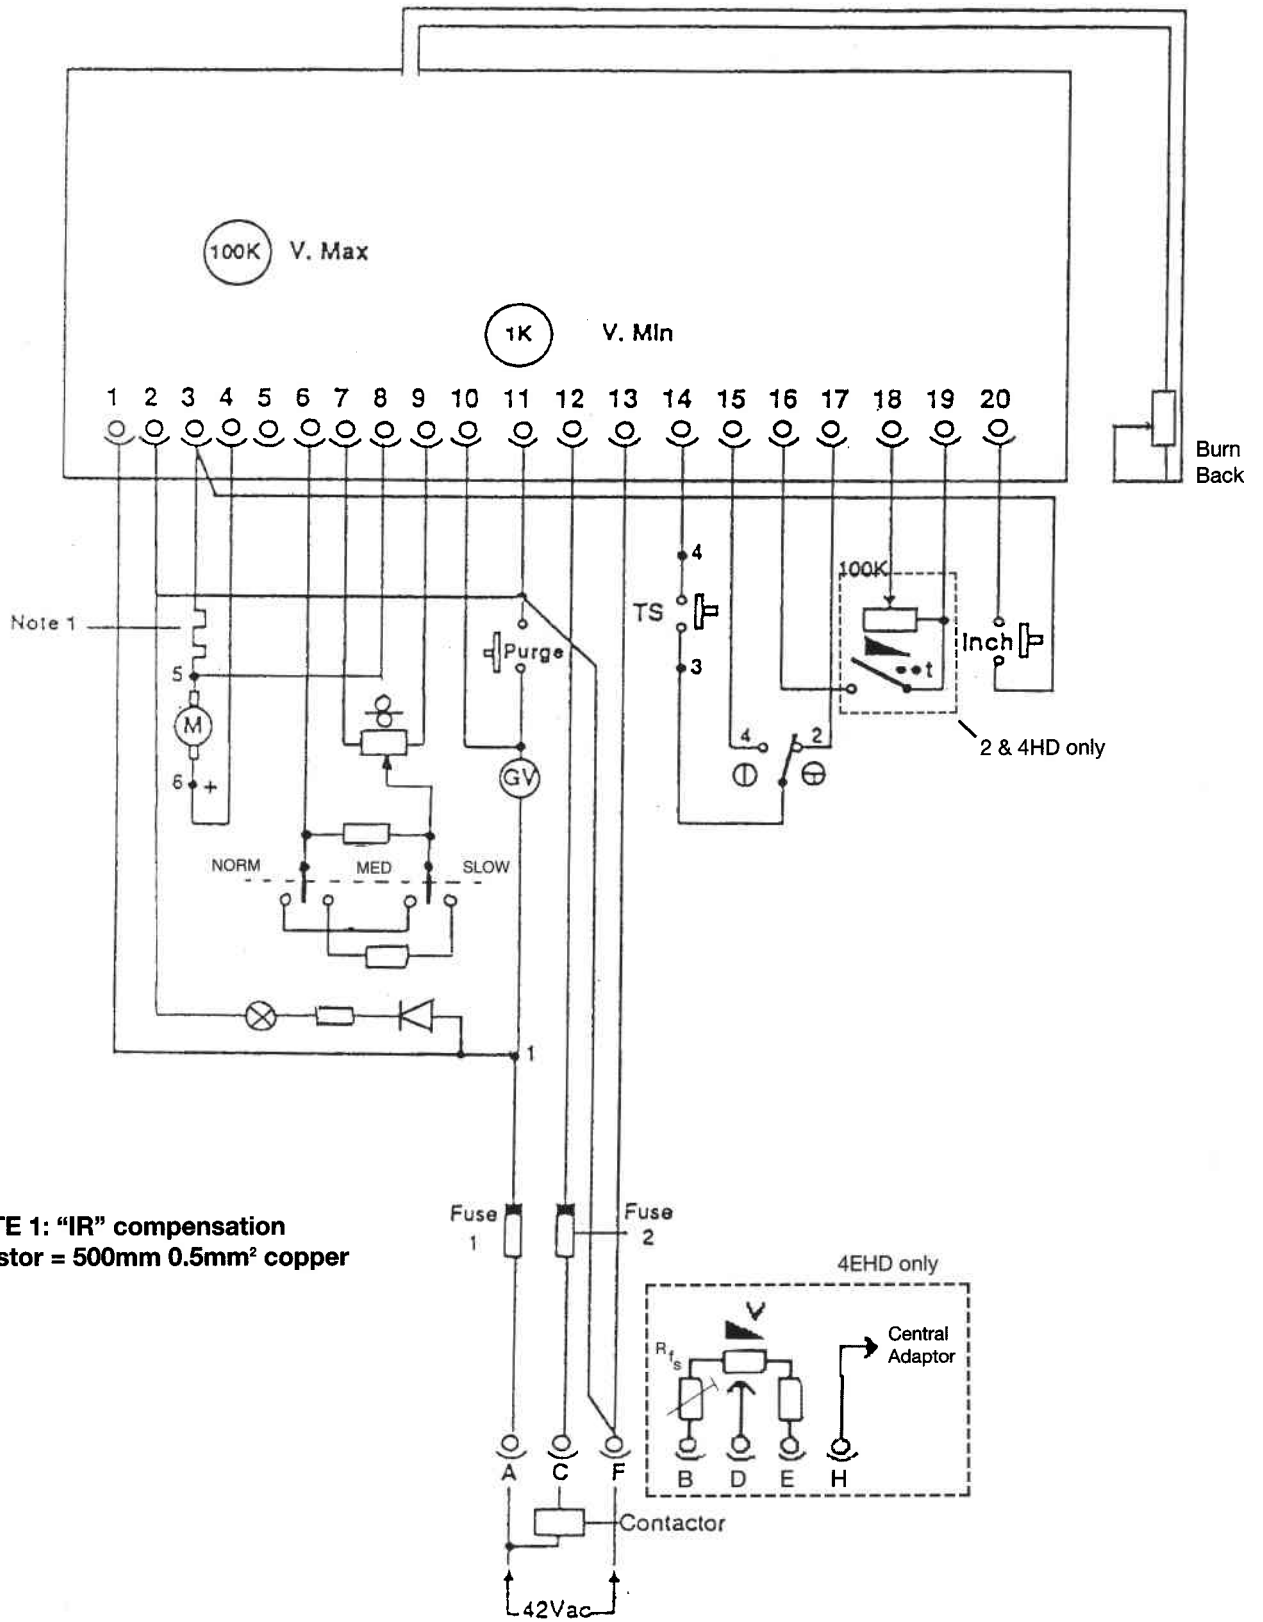 100K V. Max
1K V. Min
1 2 3 4 5 6 7 8 9 10 11 12 13 14 15 16 17 18 19 20
Burn
Back
4
100K
TS
Note 1
Purge
Inch
3
t
5
M
4 2
2 & 4HD only
6 +
GV
NORM MED SLOW
1
Fuse
1
Fuse
2
TE 1: “IR” compensation
stor = 500mm 0.5mm² copper
4EHD only
V
Central
Adaptor
Rfs
A C F
B D E H
Contactor
42Vac